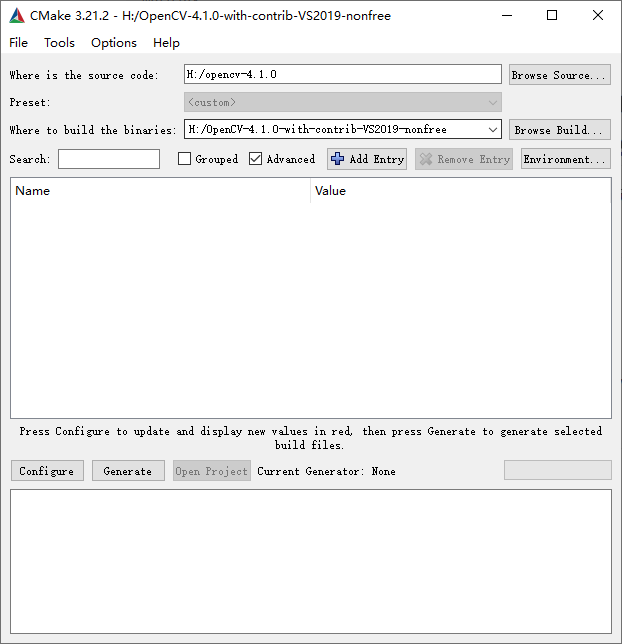 CMake 3.21.2 - H:/OpenCV-4.1.0-with-contrib-VS2019-nonfree
File Tools Options Help
Where is the source code: H:/opencv-4.1.0 Browse Source...
Preset: <custom>
Where to build the binaries: H:/OpenCV-4.1.0-with-contrib-VS2019-nonfree Browse Build...
Search: Grouped Advanced Add Entry Remove Entry Environment...
Name Value
Press Configure to update and display new values in red, then press Generate to generate selected
build files.
Configure Generate Open Project Current Generator: None